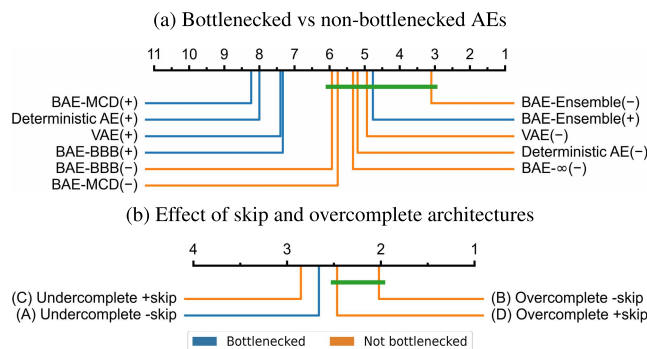 (a) Bottlenecked vs non-bottlenecked AEs
11 10 9 8 7 6 5 4 3 2 1
BAE-MCD(+) BAE-Ensemble(−)
Deterministic AE(+) BAE-Ensemble(+)
VAE(+) VAE(−)
BAE-BBB(+) Deterministic AE(−)
BAE-BBB(−) BAE-∞(−)
BAE-MCD(−)
(b) Effect of skip and overcomplete architectures
4 3 2 1
(C) Undercomplete +skip (B) Overcomplete -skip
(A) Undercomplete -skip (D) Overcomplete +skip
Bottlenecked Not bottlenecked